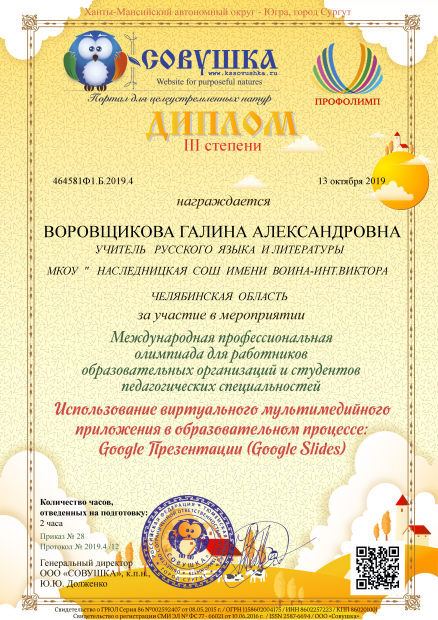 Ханты-Мансийский автономный округ - Югра, город Сургут
СОВУШКА
www.kssovushka.ru
Website for purposeful natures
Портал для целеустремленных натур
ПРОФОЛИМП
ДИПЛОМ
III степени
464581Ф1.Б.2019.4
13 октября 2019
награждается
ВОРОВЩИКОВА ГАЛИНА АЛЕКСАНДРОВНА
УЧИТЕЛЬ РУССКОГО ЯЗЫКА И ЛИТЕРАТУРЫ
МКОУ " НАСЛЕДНИЦКАЯ СОШ ИМЕНИ ВОИНА-ИНТ.ВИКТОРА
ЧЕЛЯБИНСКАЯ ОБЛАСТЬ
за участие в мероприятии
Международная профессиональная
олимпиада для работников
образовательных организаций и студентов
педагогических специальностей
Использование виртуального мультимедийного
приложения в образовательном процессе:
Google Презентации (Google Slides)
Количество часов,
отведенных на подготовку:
2 часа
Приказ № 28
Протокол № 2019.4 -12
Генеральный директор
ООО «СОВУШКА», к.п.н.,
Ю.Ю. Долженко
СОВУШКА
Свидетельство о ГРЮЛ Серия 86 №002592407 от 08.05.2015 г. / ОГРН 1158602004175 / ИНН 8602257223 / КПП 860201001
Свидетельство о регистрации СМИ ЭЛ № ФС 77 - 66021 от 10.06.2016 г. / ISSN 2587-6694 / ООО «Совушка»